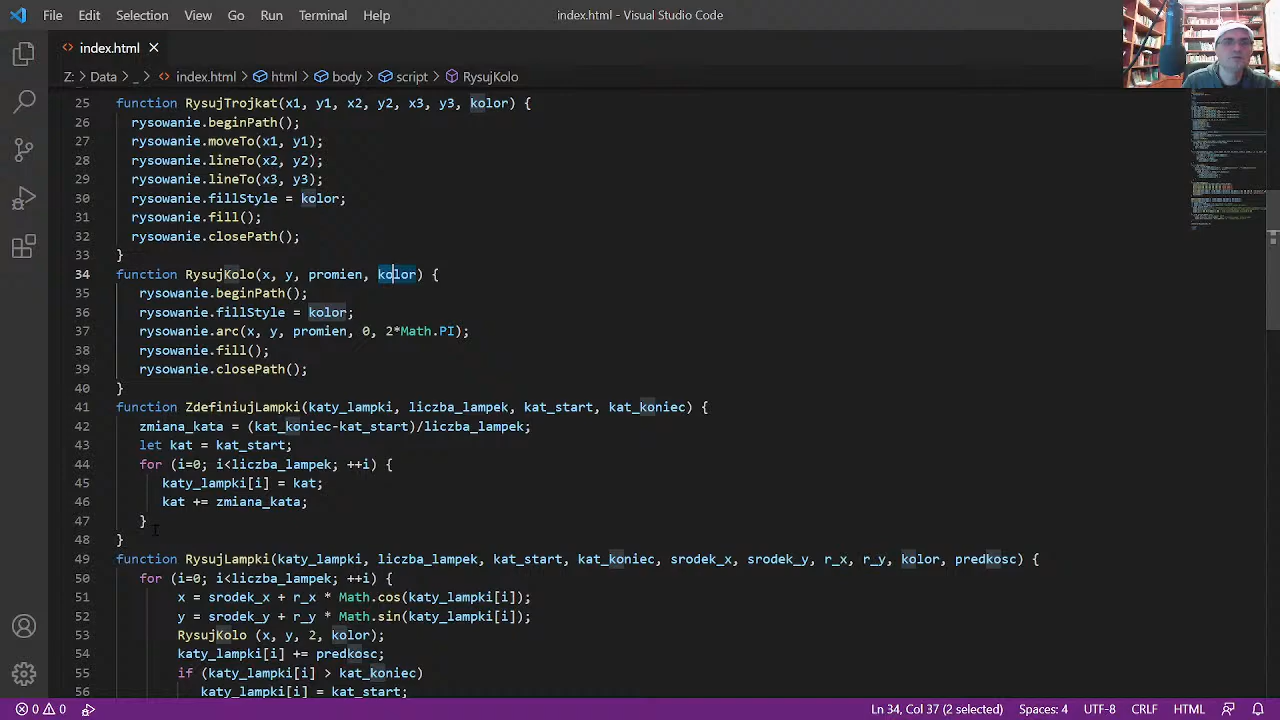 File Edit Selection View Go Run Terminal Help index.html - Visual Studio Code
index.html
Z: > Data > _ > index.html > html > body > script > RysujKolo
25 function RysujTrojkat(x1, y1, x2, y2, x3, y3, kolor) {
26 rysowanie.beginPath();
27 rysowanie.moveTo(x1, y1);
28 rysowanie.lineTo(x2, y2);
29 rysowanie.lineTo(x3, y3);
30 rysowanie.fillStyle = kolor;
31 rysowanie.fill();
32 rysowanie.closePath();
33 }
34 function RysujKolo(x, y, promien, kolor) {
35 rysowanie.beginPath();
36 rysowanie.fillStyle = kolor;
37 rysowanie.arc(x, y, promien, 0, 2*Math.PI);
38 rysowanie.fill();
39 rysowanie.closePath();
40 }
41 function ZdefiniujLampki(katy_lampki, liczba_lampek, kat_start, kat_koniec) {
42 zmiana_kata = (kat_koniec-kat_start)/liczba_lampek;
43 let kat = kat_start;
44 for (i=0; i<liczba_lampek; ++i) {
45 katy_lampki[i] = kat;
46 kat += zmiana_kata;
47 }
48 }
49 function RysujLampki(katy_lampki, liczba_lampek, kat_start, kat_koniec, srodek_x, srodek_y, r_x, r_y, kolor, predkosc) {
50 for (i=0; i<liczba_lampek; ++i) {
51 x = srodek_x + r_x * Math.cos(katy_lampki[i]);
52 y = srodek_y + r_y * Math.sin(katy_lampki[i]);
53 RysujKolo (x, y, 2, kolor);
54 katy_lampki[i] += predkosc;
55 if (katy_lampki[i] > kat_koniec)
56 katy_lampki[i] = kat_start;
0 0 Ln 34, Col 37 (2 selected) Spaces: 4 UTF-8 CRLF HTML